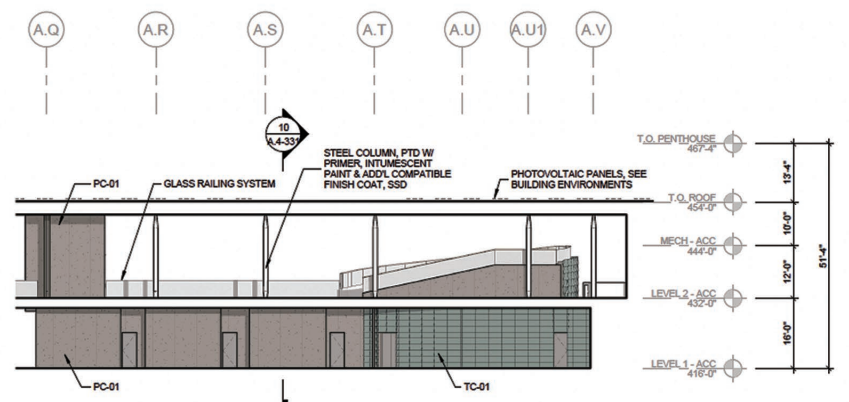 A.Q A.R A.S A.T A.U A.U1 A.V
10
A.4-331
STEEL COLUMN, PTD W/
PRIMER, INTUMESCENT
PAINT & ADD'L COMPATIBLE
FINISH COAT, SSD
PC-01
GLASS RAILING SYSTEM
PHOTOVOLTAIC PANELS, SEE
BUILDING ENVIRONMENTS
T.O. PENTHOUSE
467'-4"
13'-4"
T.O. ROOF
454'-0"
10'-0"
MECH - ACC
444'-0"
12'-0"
51'-4"
LEVEL 2 - ACC
432'-0"
16'-0"
LEVEL 1 - ACC
416'-0"
PC-01
TC-01